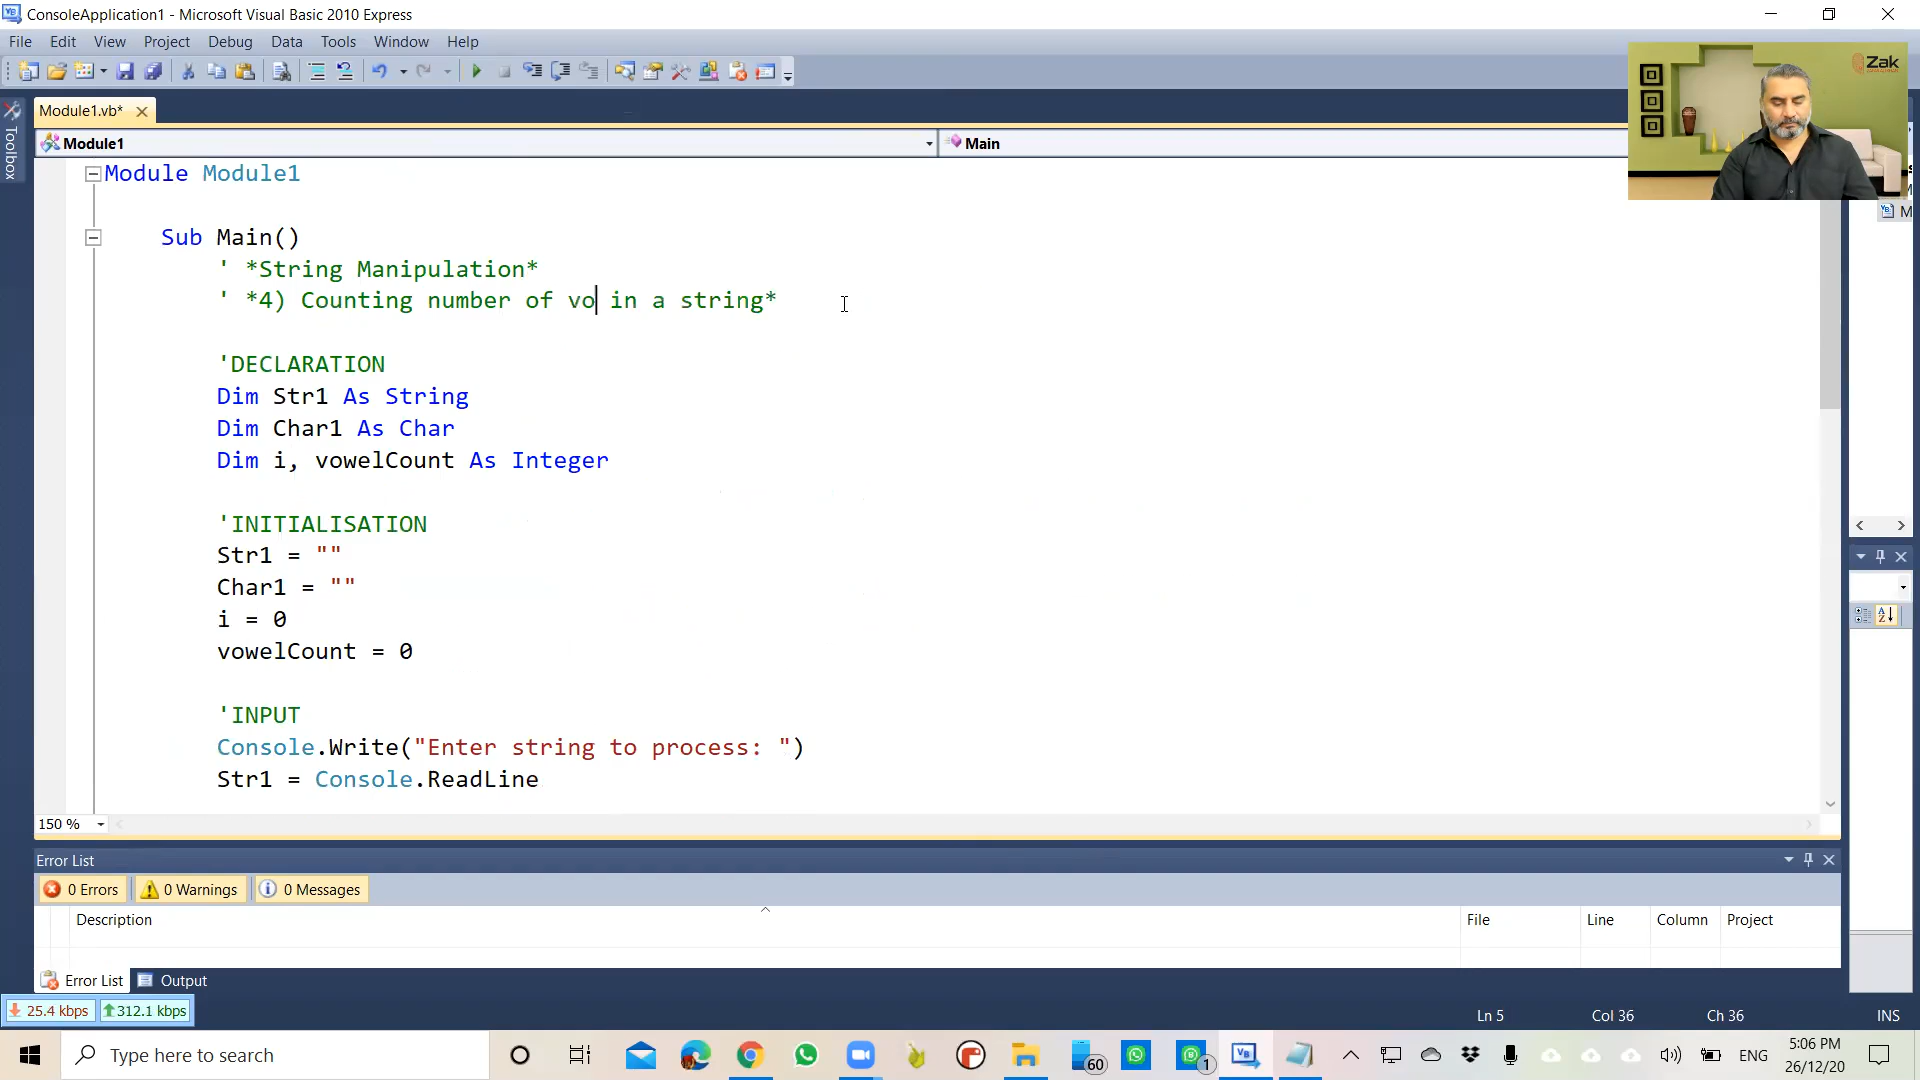 ConsoleApplication1 - Microsoft Visual Basic 2010 Express
File Edit View Project Debug Data Tools Window Help
Zak
Module1.vb*
Toolbox
Module1
Main
Module Module1
Sub Main()
' *String Manipulation*
' *4) Counting number of vo in a string*
'DECLARATION
Dim Str1 As String
Dim Char1 As Char
Dim i, vowelCount As Integer
'INITIALISATION
Str1 = ""
Char1 = ""
i = 0
vowelCount = 0
'INPUT
Console.Write("Enter string to process: ")
Str1 = Console.ReadLine
150 %
Error List
0 Errors 0 Warnings 0 Messages
Description File Line Column Project
Error List Output
25.4 kbps 312.1 kbps
Ln 5 Col 36 Ch 36 INS
Type here to search
60
1
ENG
5:06 PM
26/12/20